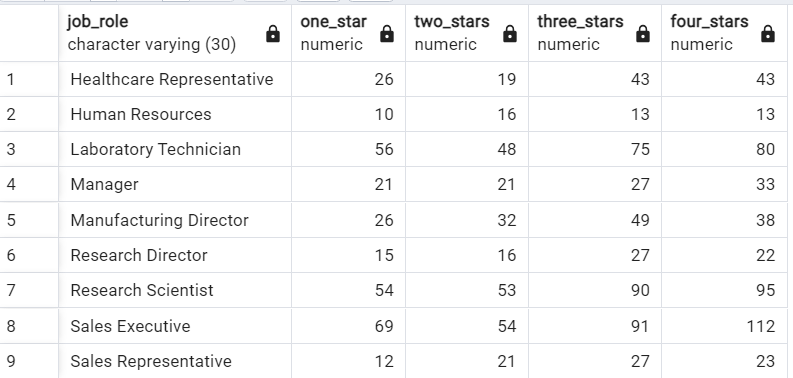 job_role one_star two_stars three_stars four_stars
character varying (30) numeric numeric numeric numeric
1 Healthcare Representative 26 19 43 43
2 Human Resources 10 16 13 13
3 Laboratory Technician 56 48 75 80
4 Manager 21 21 27 33
5 Manufacturing Director 26 32 49 38
6 Research Director 15 16 27 22
7 Research Scientist 54 53 90 95
8 Sales Executive 69 54 91 112
9 Sales Representative 12 21 27 23